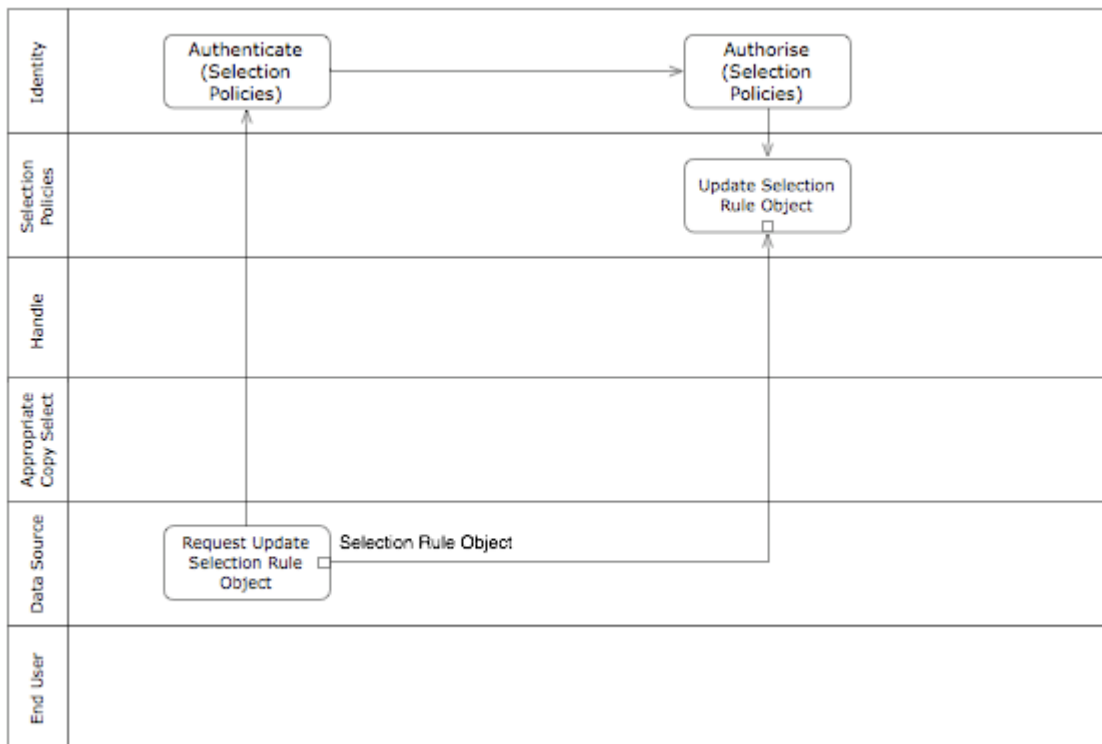 Identity
Authenticate
(Selection
Policies)
Authorise
(Selection
Policies)
Selection
Policies
Update Selection
Rule Object
Handle
Appropriate
Copy Select
Data Source
Request Update
Selection Rule
Object
Selection Rule Object
End User